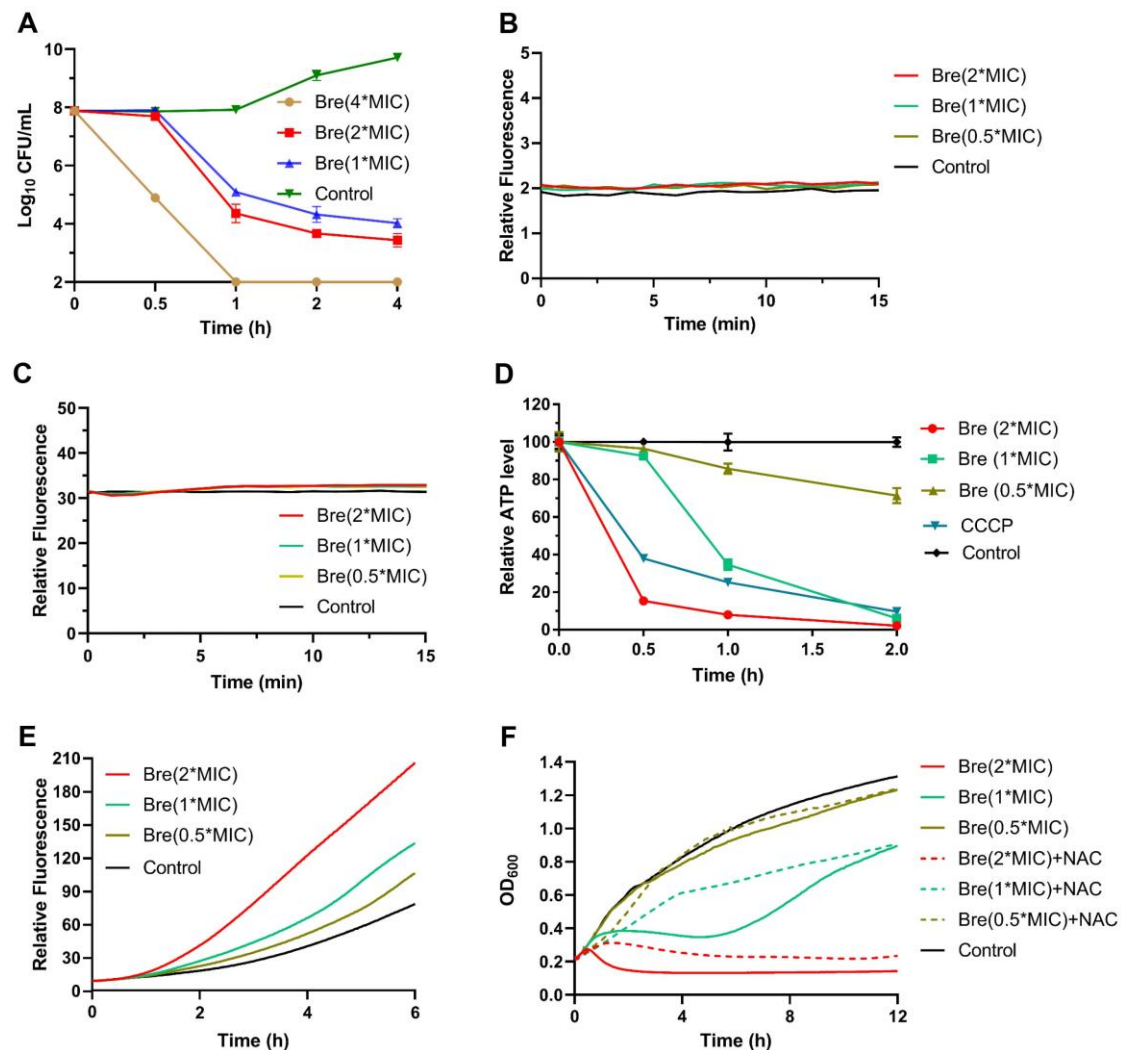 A
10
8
6
4
2
Log10 CFU/mL
0
0.5
1
2
4
Time (h)
Bre(4*MIC)
Bre(2*MIC)
Bre(1*MIC)
Control
B
5
4
3
2
1
0
Relative Fluorescence
0
5
10
15
Time (min)
Bre(2*MIC)
Bre(1*MIC)
Bre(0.5*MIC)
Control
C
50
40
30
20
10
0
Relative Fluorescence
0
5
10
15
Time (min)
Bre(2*MIC)
Bre(1*MIC)
Bre(0.5*MIC)
Control
D
120
100
80
60
40
20
0
Relative ATP level
0.0
0.5
1.0
1.5
2.0
Time (h)
Bre (2*MIC)
Bre (1*MIC)
Bre (0.5*MIC)
CCCP
Control
E
210
180
150
120
90
60
30
0
Relative Fluorescence
0
2
4
6
Time (h)
Bre(2*MIC)
Bre(1*MIC)
Bre(0.5*MIC)
Control
F
1.4
1.2
1.0
0.8
0.6
0.4
0.2
0.0
OD600
0
4
8
12
Time (h)
Bre(2*MIC)
Bre(1*MIC)
Bre(0.5*MIC)
Bre(2*MIC)+NAC
Bre(1*MIC)+NAC
Bre(0.5*MIC)+NAC
Control